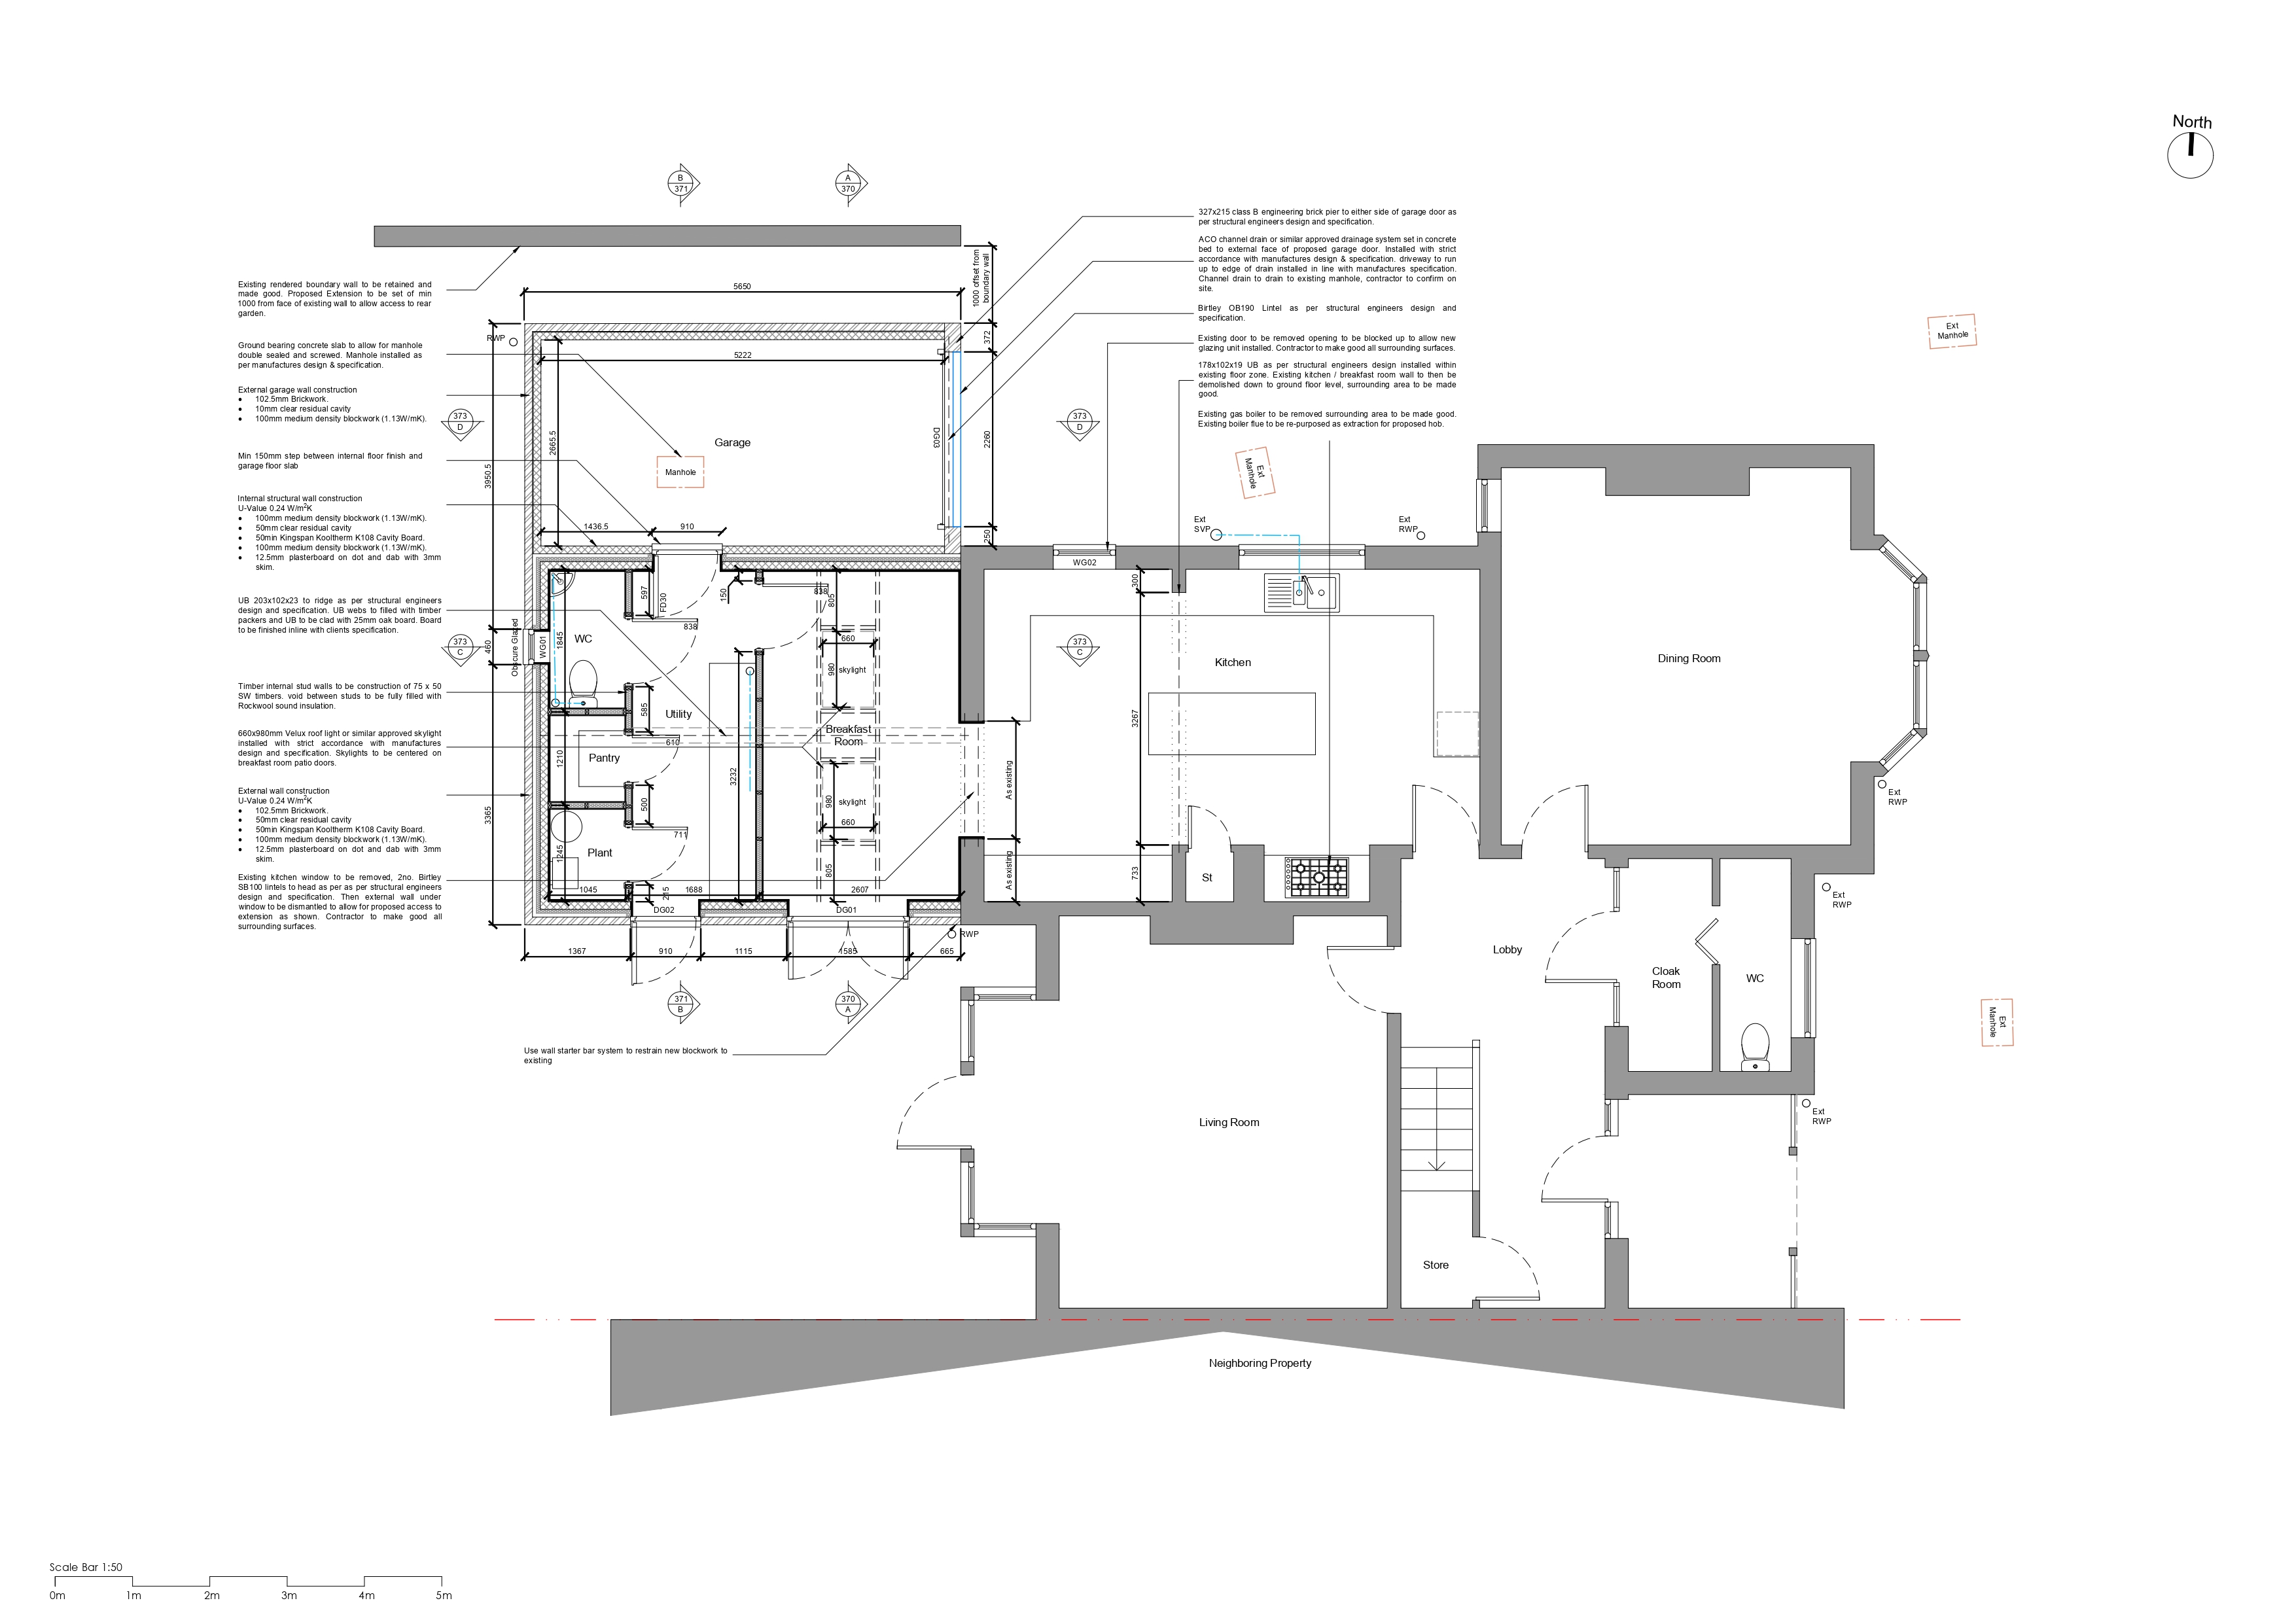 North
B
371
A
370
327x215 class B engineering brick pier to either side of garage door as
per structural engineers design and specification.
ACO channel drain or similar approved drainage system set in concrete
bed to external face of proposed garage door. Installed with strict
accordance with manufactures design & specification. driveway to run
up to edge of drain installed in line with manufactures specification.
Channel drain to drain to existing manhole, contractor to confirm on
site.
Birtley OB190 Lintel as per structural engineers design and
specification.
Existing door to be removed opening to be blocked up to allow new
glazing unit installed. Contractor to make good all surrounding surfaces.
178x102x19 UB as per structural engineers design installed within
existing floor zone. Existing kitchen / breakfast room wall to then be
demolished down to ground floor level, surrounding area to be made
good.
Existing gas boiler to be removed surrounding area to be made good.
Existing boiler flue to be re-purposed as extraction for proposed hob.
Existing rendered boundary wall to be retained and
made good. Proposed Extension to be set of min
1000 from face of existing wall to allow access to rear
garden.
Ground bearing concrete slab to allow for manhole
double sealed and screwed. Manhole installed as
per manufactures design & specification.
External garage wall construction
• 102.5mm Brickwork.
• 10mm clear residual cavity
• 100mm medium density blockwork (1.13W/mK).
Min 150mm step between internal floor finish and
garage floor slab
Internal structural wall construction
U-Value 0.24 W/m²K
• 100mm medium density blockwork (1.13W/mK).
• 50mm clear residual cavity
• 50min Kingspan Kooltherm K108 Cavity Board.
• 100mm medium density blockwork (1.13W/mK).
• 12.5mm plasterboard on dot and dab with 3mm
skim.
UB 203x102x23 to ridge as per structural engineers
design and specification. UB webs to filled with timber
packers and UB to be clad with 25mm oak board. Board
to be finished inline with clients specification.
Timber internal stud walls to be construction of 75 x 50
SW timbers. void between studs to be fully filled with
Rockwool sound insulation.
660x980mm Velux roof light or similar approved skylight
installed with strict accordance with manufactures
design and specification. Skylights to be centered on
breakfast room patio doors.
External wall construction
U-Value 0.24 W/m²K
• 102.5mm Brickwork.
• 50mm clear residual cavity
• 50min Kingspan Kooltherm K108 Cavity Board.
• 100mm medium density blockwork (1.13W/mK).
• 12.5mm plasterboard on dot and dab with 3mm
skim.
Existing kitchen window to be removed, 2no. Birtley
SB100 lintels to head as per as per structural engineers
design and specification. Then external wall under
window to be dismantled to allow for proposed access to
extension as shown. Contractor to make good all
surrounding surfaces.
1000 offset from
boundary wall
5650
RWP
372
5222
373
D
373
D
3950.5
2665.5
Garage
DG03
2260
Manhole
1436.5
910
250
Ext
Manhole
Ext
Manhole
Ext
SVP
Ext
RWP
WG02
300
597
FD30
150
838
805
838
Obscure Glazed
WG01
460
373
C
373
C
1845
WC
660
980
skylight
Kitchen
Dining Room
585
Utility
610
Breakfast
Room
3267
Pantry
1210
3232
As existing
500
980
skylight
660
711
3365
Plant
1245
805
As existing
733
St
Ext
RWP
1045
215
1688
2607
DG02
DG01
RWP
Ext
RWP
1367
910
1115
1585
665
Lobby
Cloak
Room
WC
371
B
370
A
Ext
Manhole
Use wall starter bar system to restrain new blockwork to
existing
Living Room
Ext
RWP
Store
Neighboring Property
Scale Bar 1:50
0m 1m 2m 3m 4m 5m